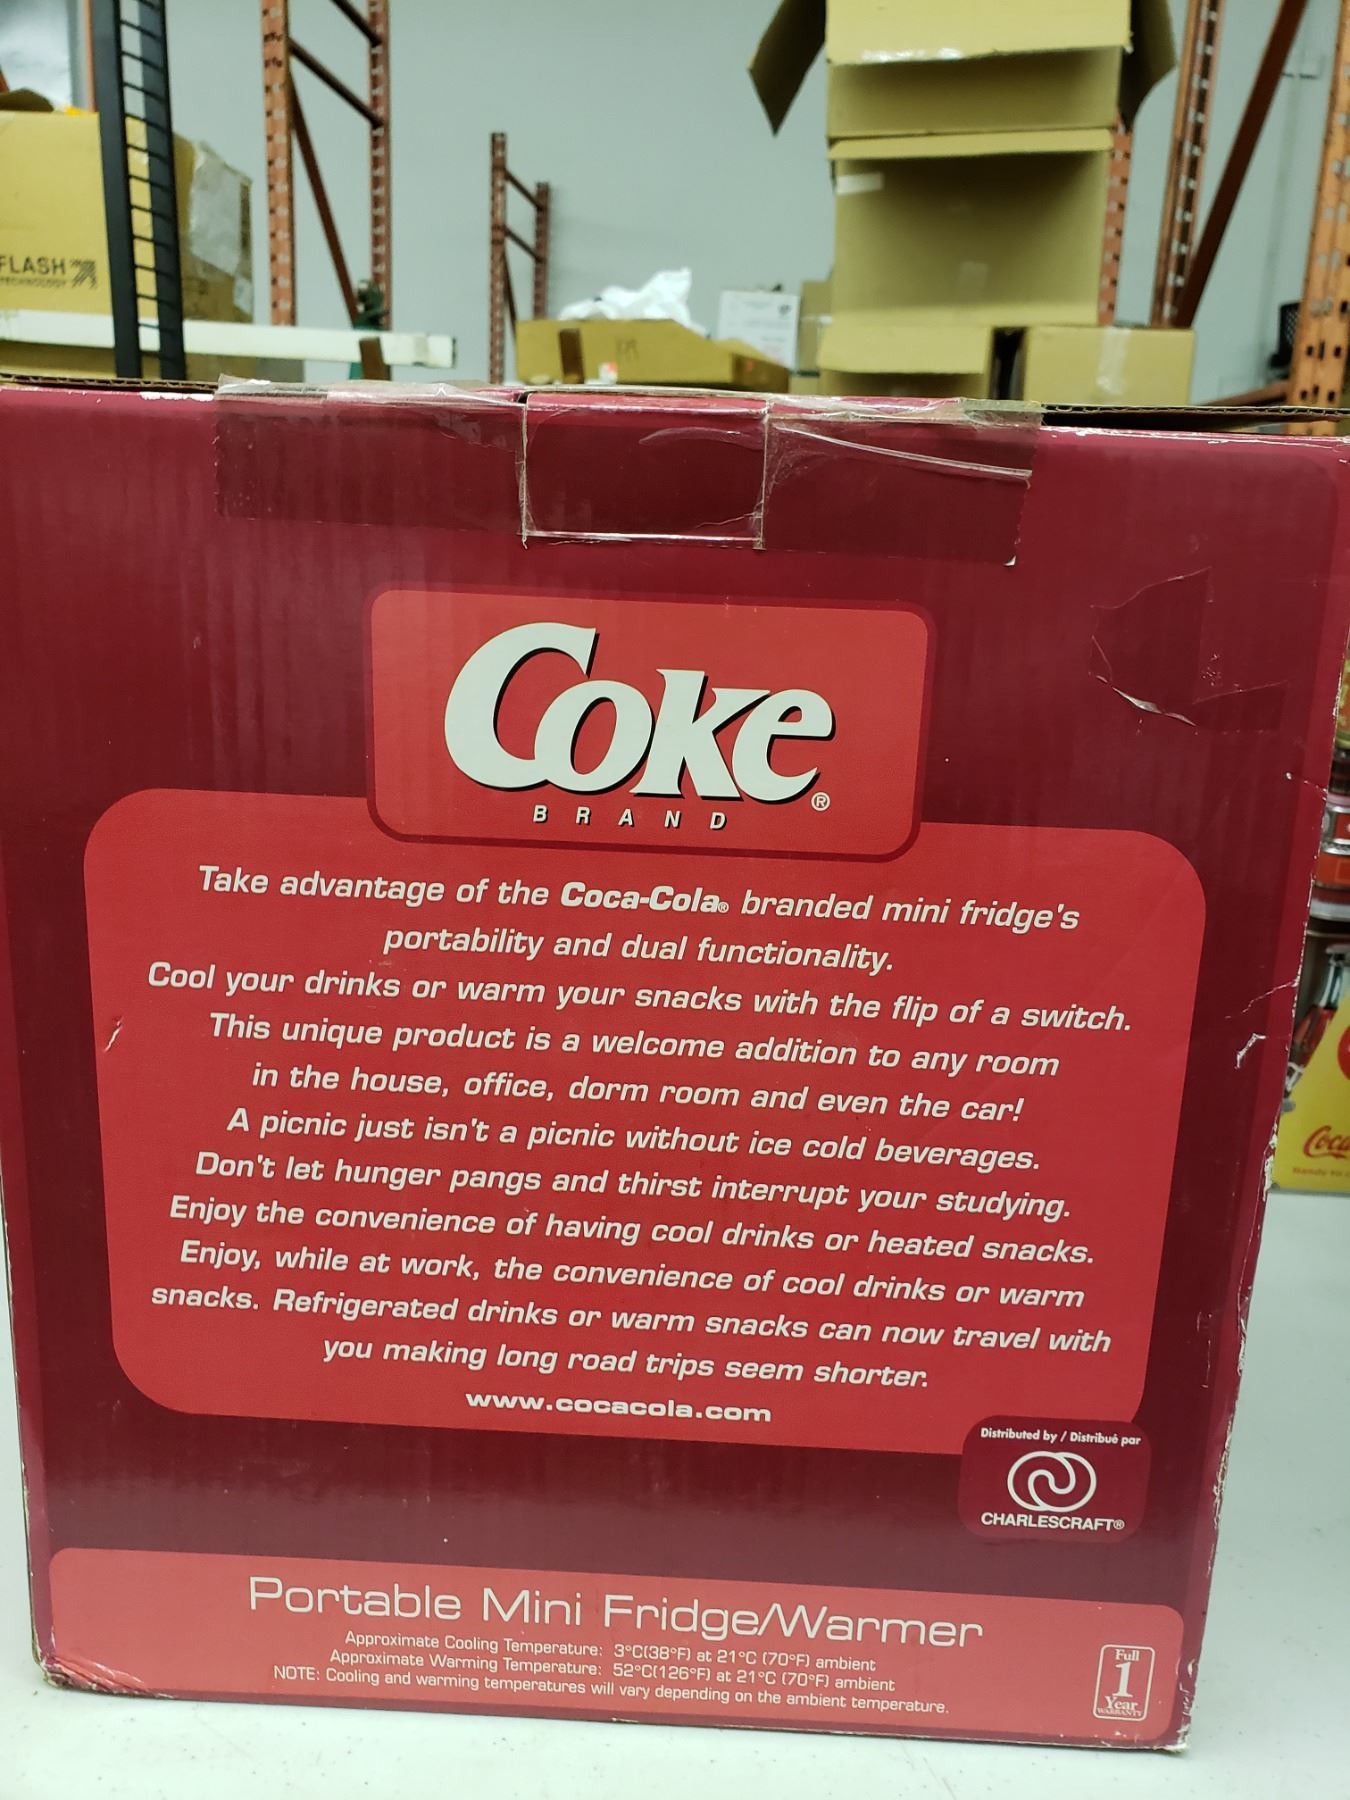 FLASH
TECHNOLOGY
Coke®
BRAND
Take advantage of the Coca-Cola® branded mini fridge's
portability and dual functionality.
Cool your drinks or warm your snacks with the flip of a switch.
This unique product is a welcome addition to any room
in the house, office, dorm room and even the car!
A picnic just isn't a picnic without ice cold beverages.
Don't let hunger pangs and thirst interrupt your studying.
Enjoy the convenience of having cool drinks or heated snacks.
Enjoy, while at work, the convenience of cool drinks or warm
snacks. Refrigerated drinks or warm snacks can now travel with
you making long road trips seem shorter.
www.cocacola.com
Distributed by / Distribué par
CHARLESCRAFT®
Portable Mini Fridge/Warmer
Approximate Cooling Temperature: 3°C(38°F) at 21°C (70°F) ambient
Approximate Warming Temperature: 52°C(126°F) at 21°C (70°F) ambient
NOTE: Cooling and warming temperatures will vary depending on the ambient temperature.
Full
1
Year
WARRANTY